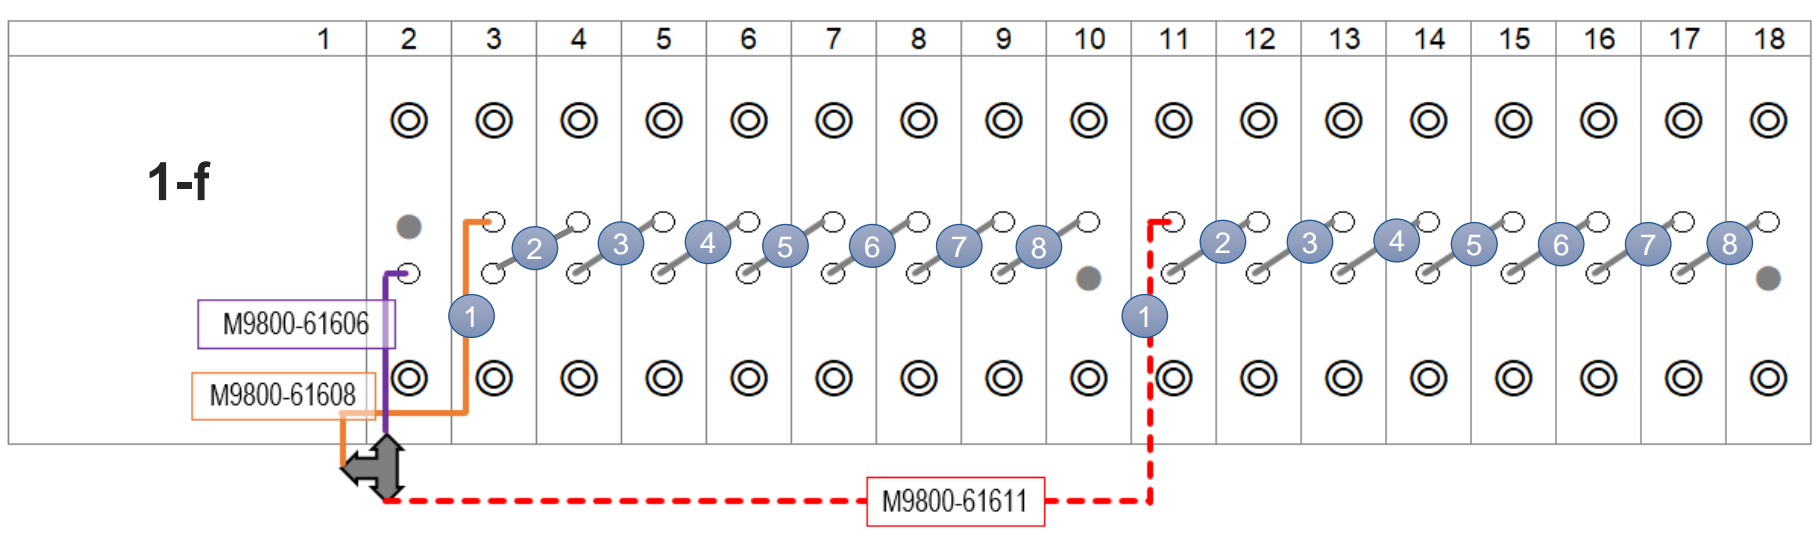 1 2 3 4 5 6 7 8 9 10 11 12 13 14 15 16 17 18
1-f
2 3 4 5 6 7 8 2 3 4 5 6 7 8
M9800-61606 1 1
M9800-61608
M9800-61611